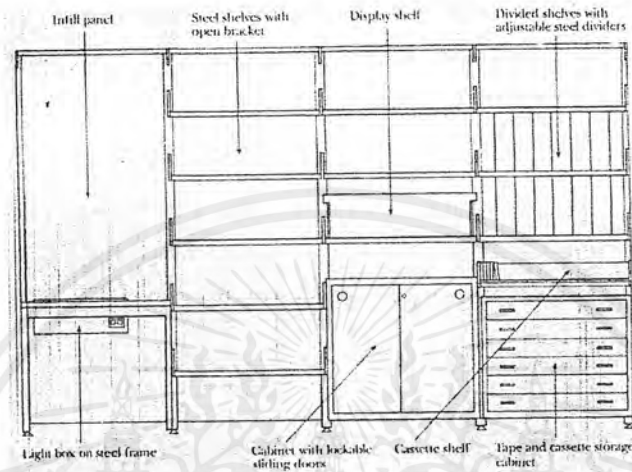 Infill panel
Steel shelves with
open bracket
Display shelf
Divided shelves with
adjustable steel dividers
Light box on steel frame
Cabinet with lockable
sliding doors
Cassette shelf
Tape and cassette storage
cabinet